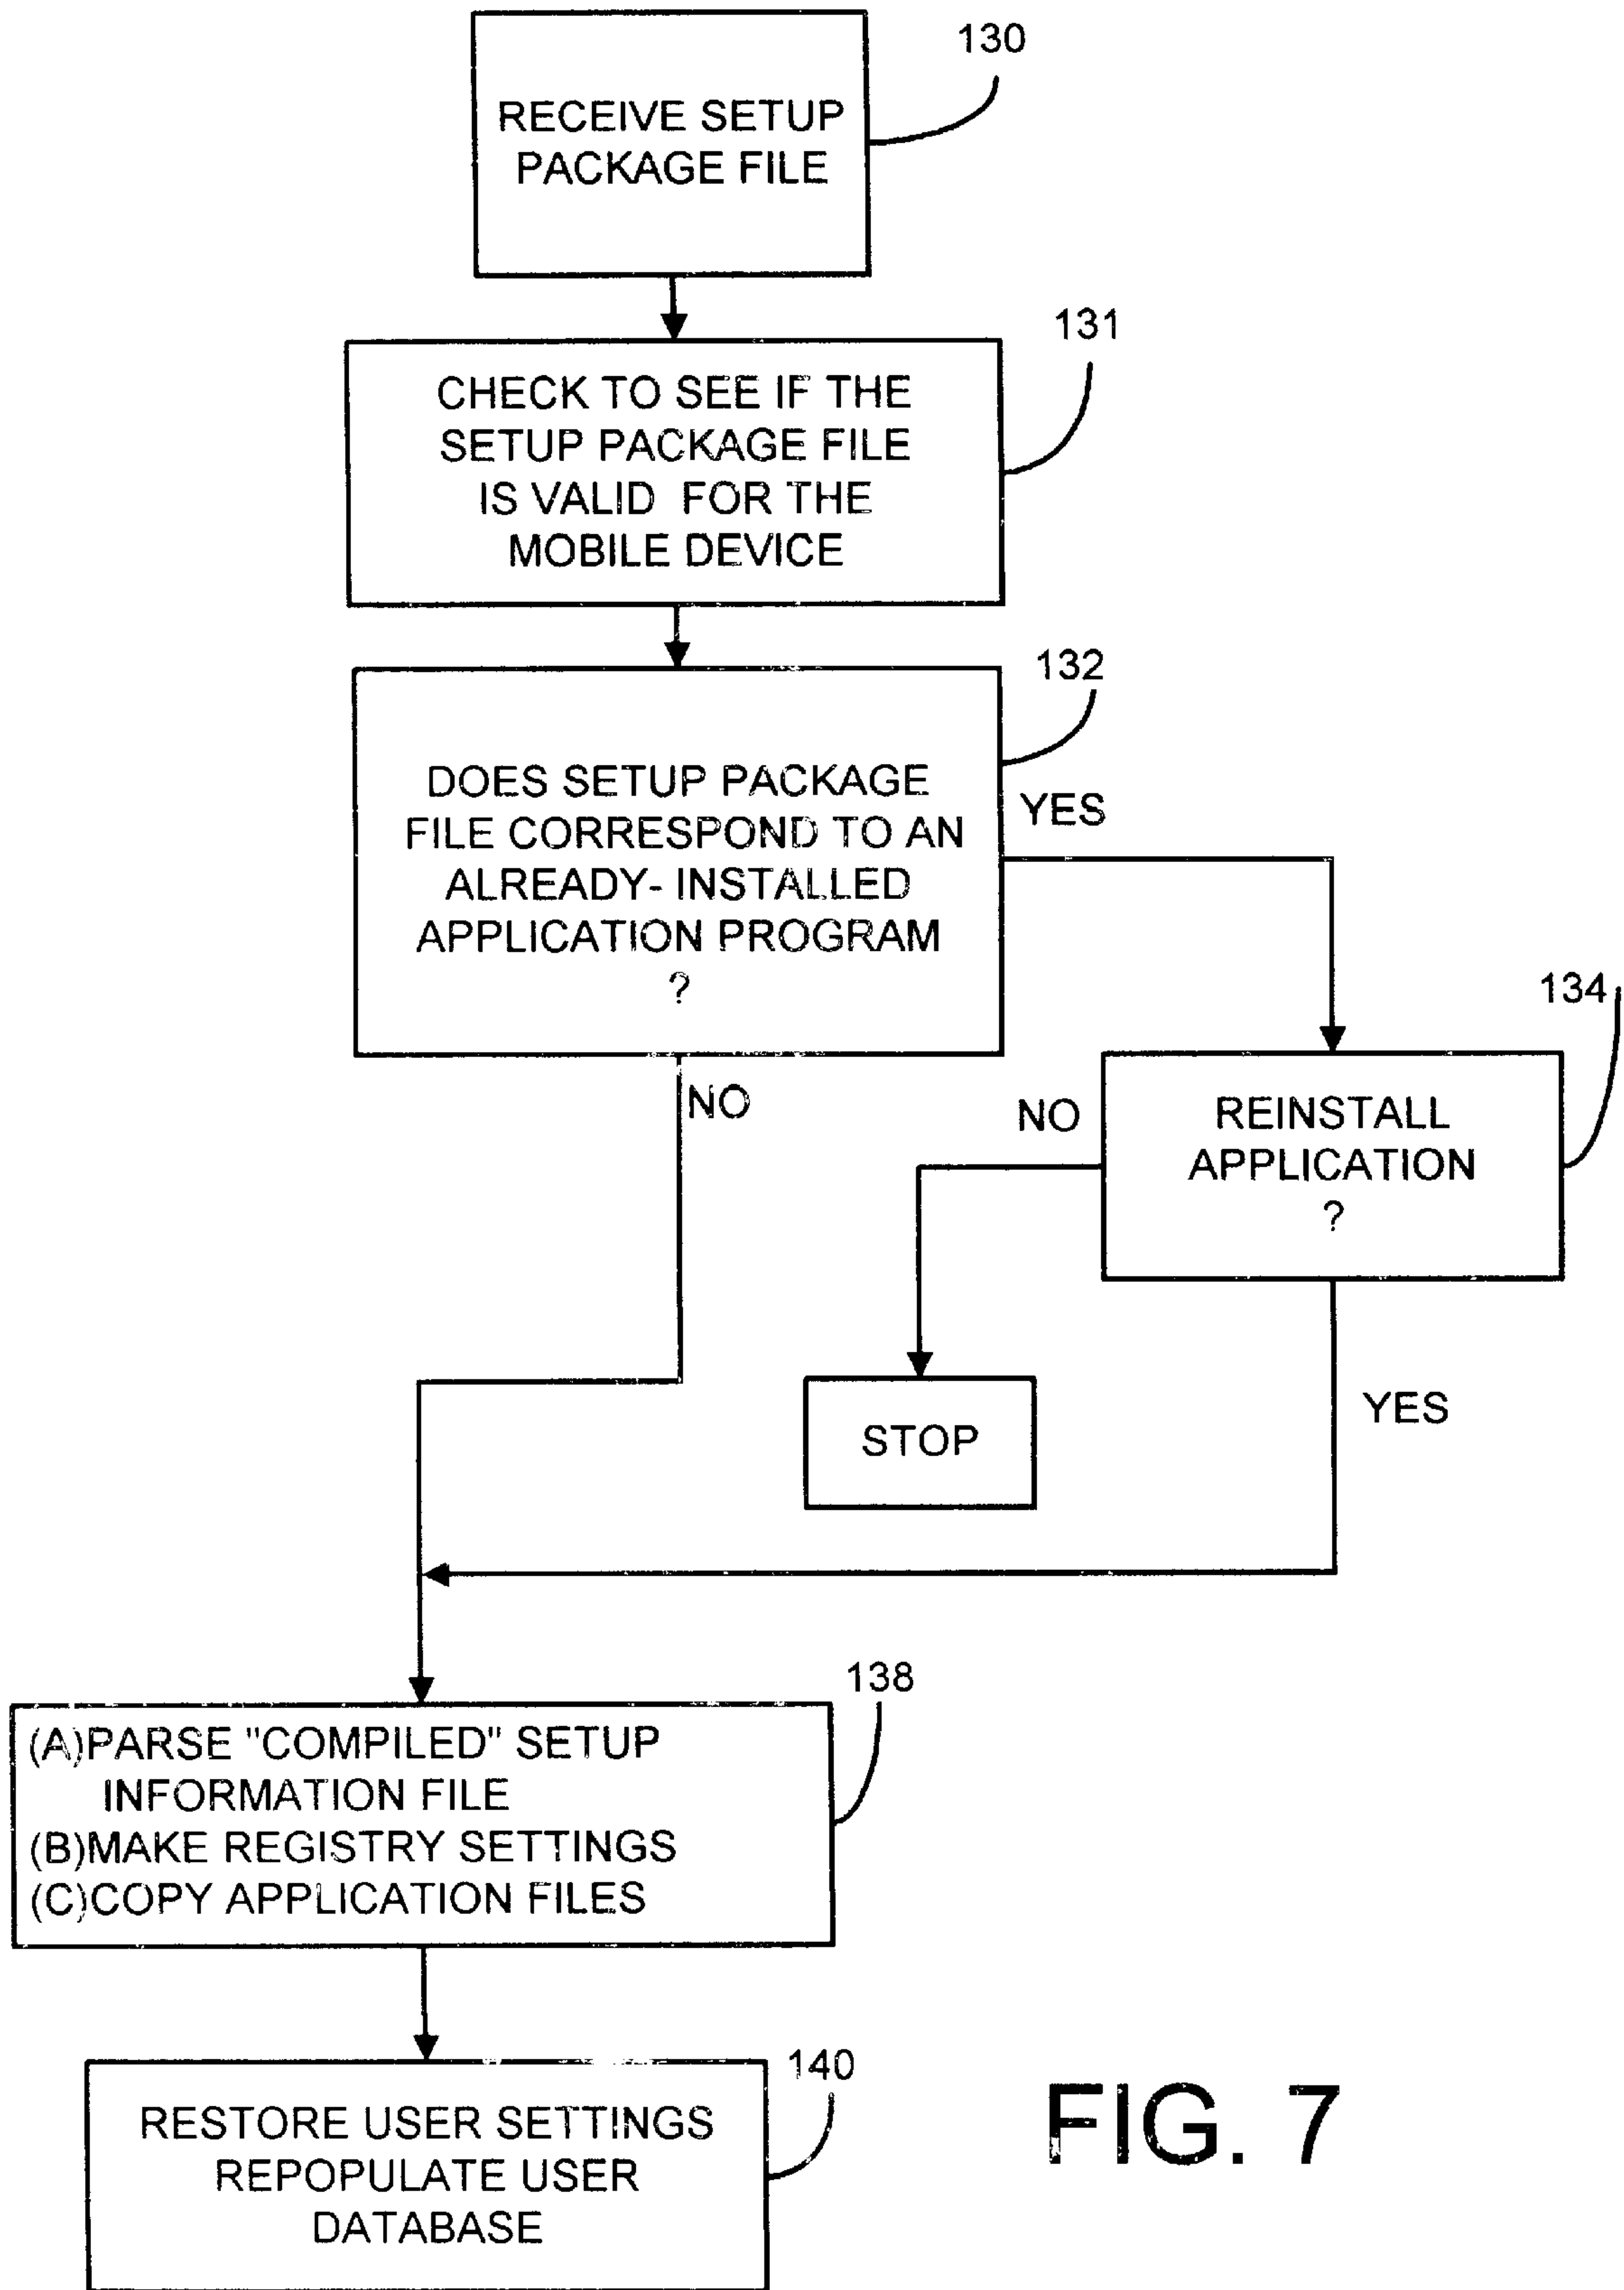 130
RECEIVE SETUP
PACKAGE FILE
131
CHECK TO SEE IF THE
SETUP PACKAGE FILE
IS VALID FOR THE
MOBILE DEVICE
132
DOES SETUP PACKAGE
FILE CORRESPOND TO AN
ALREADY- INSTALLED
APPLICATION PROGRAM
?
YES
NO
134
REINSTALL
APPLICATION
?
NO
YES
STOP
138
(A)PARSE "COMPILED" SETUP
INFORMATION FILE
(B)MAKE REGISTRY SETTINGS
(C)COPY APPLICATION FILES
140
RESTORE USER SETTINGS
REPOPULATE USER
DATABASE
FIG. 7